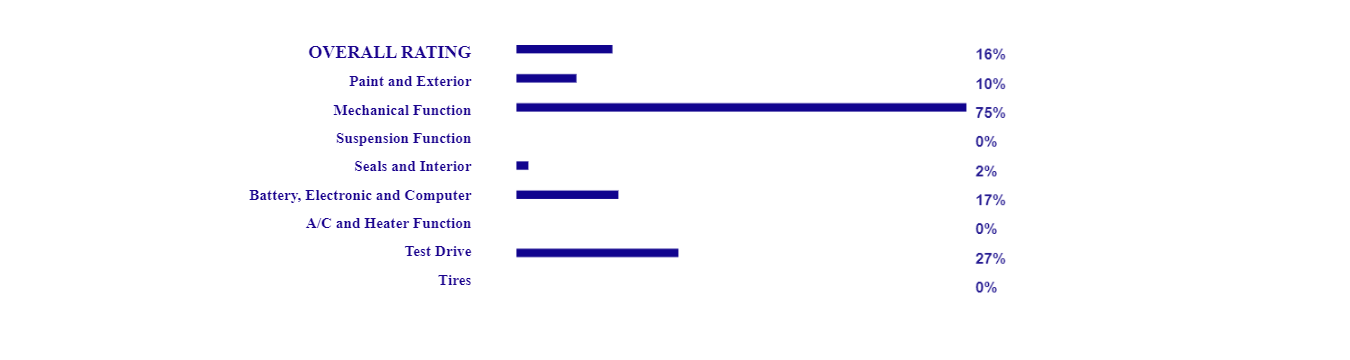 OVERALL RATING 16%
Paint and Exterior 10%
Mechanical Function 75%
Suspension Function 0%
Seals and Interior 2%
Battery, Electronic and Computer 17%
A/C and Heater Function 0%
Test Drive 27%
Tires 0%